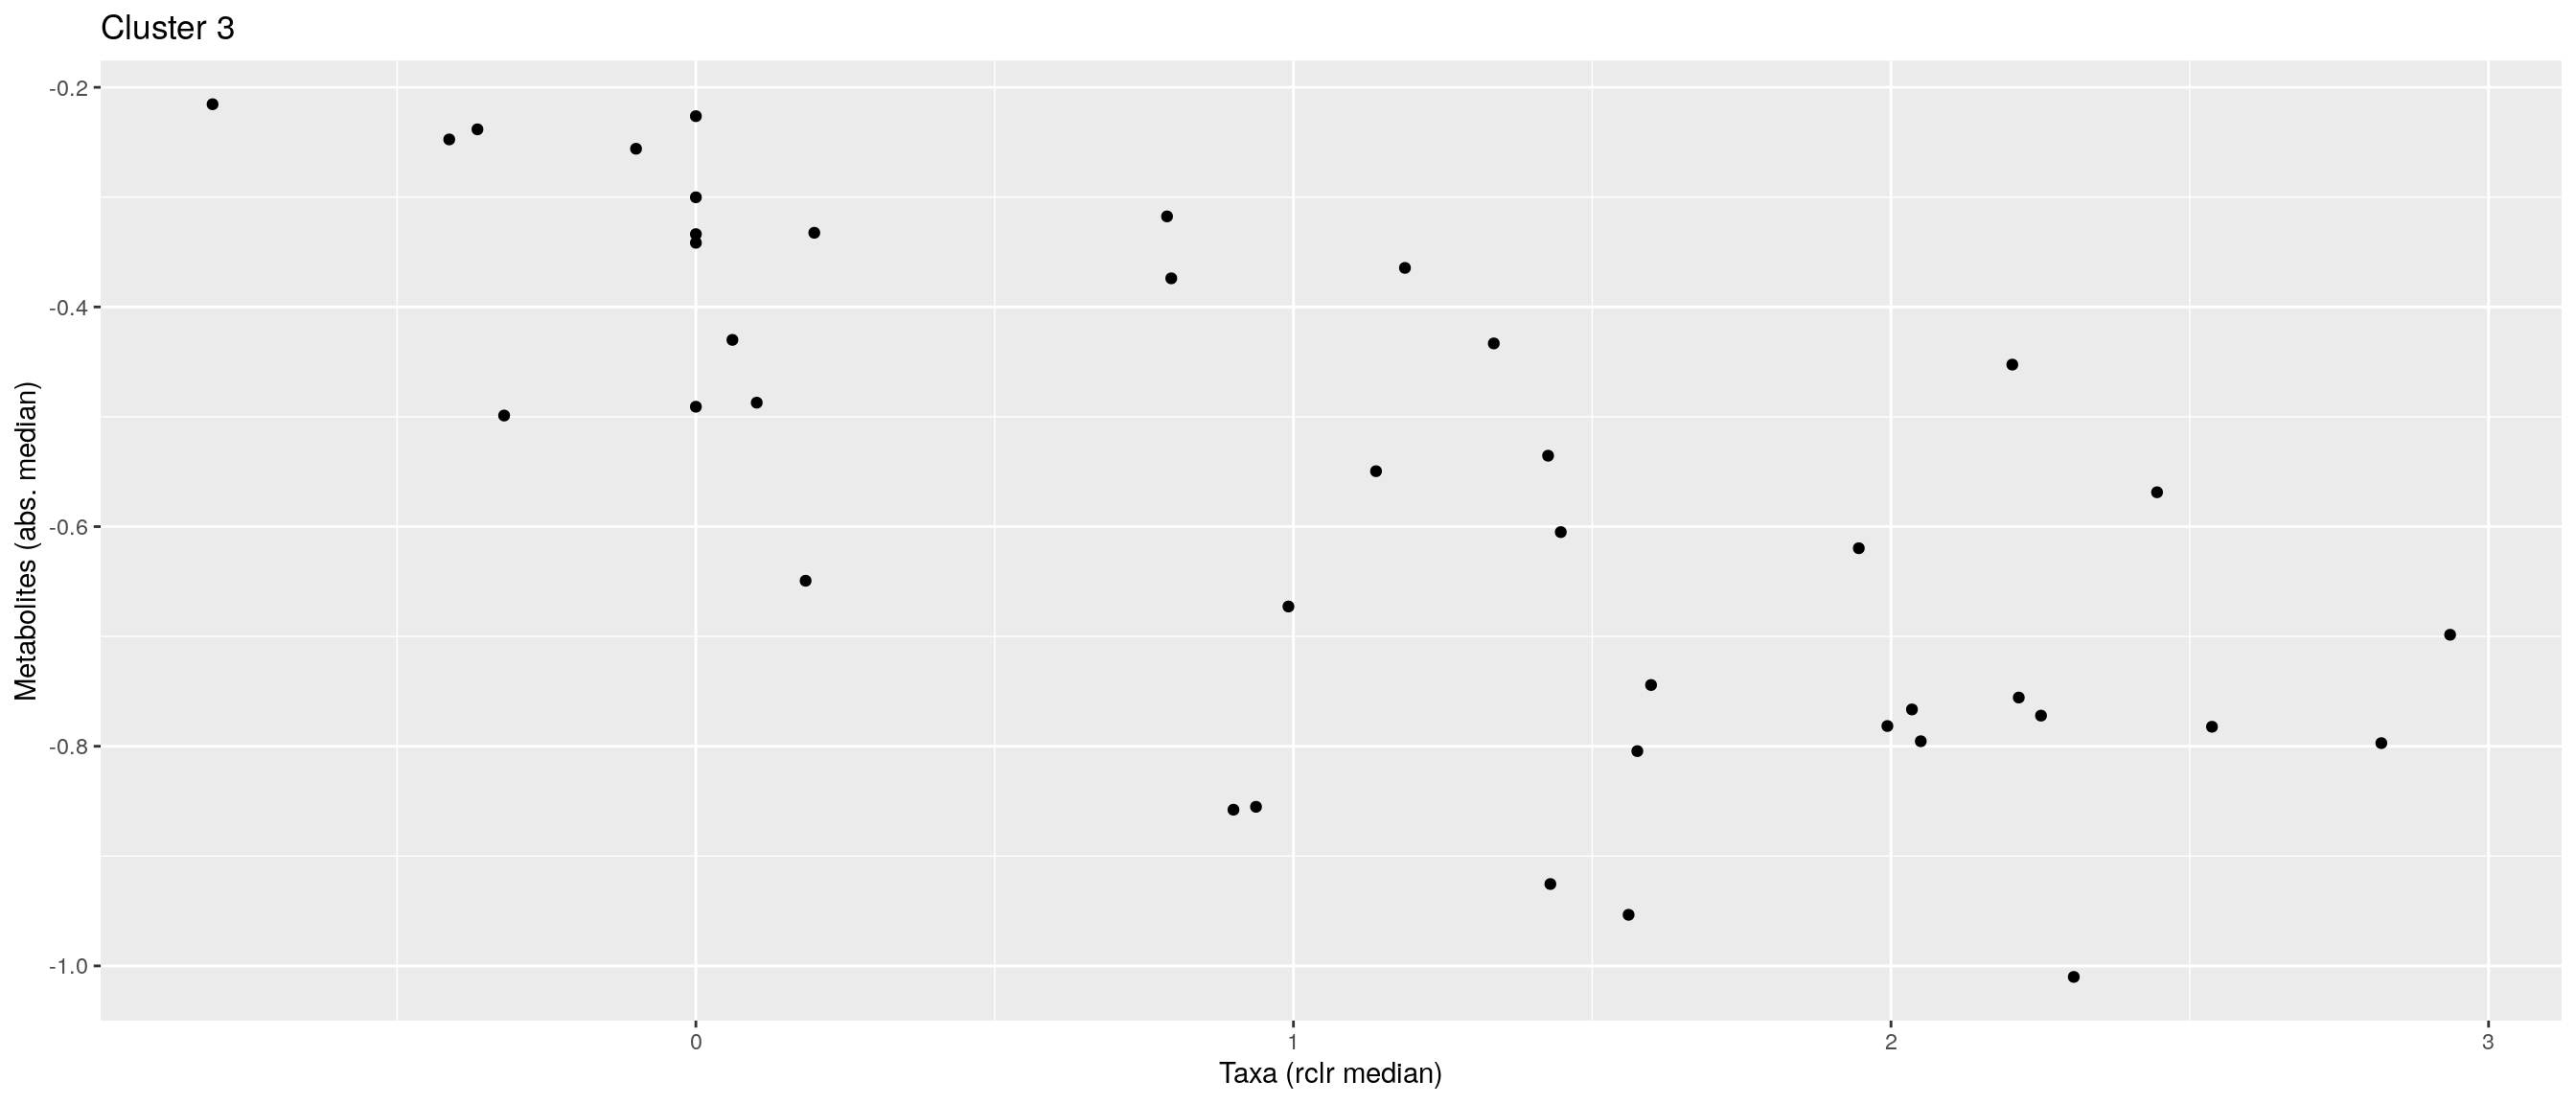 Cluster 3
-0.2
-0.4
-0.6
-0.8
-1.0
Metabolites (abs. median)
0 1 2 3
Taxa (rclr median)